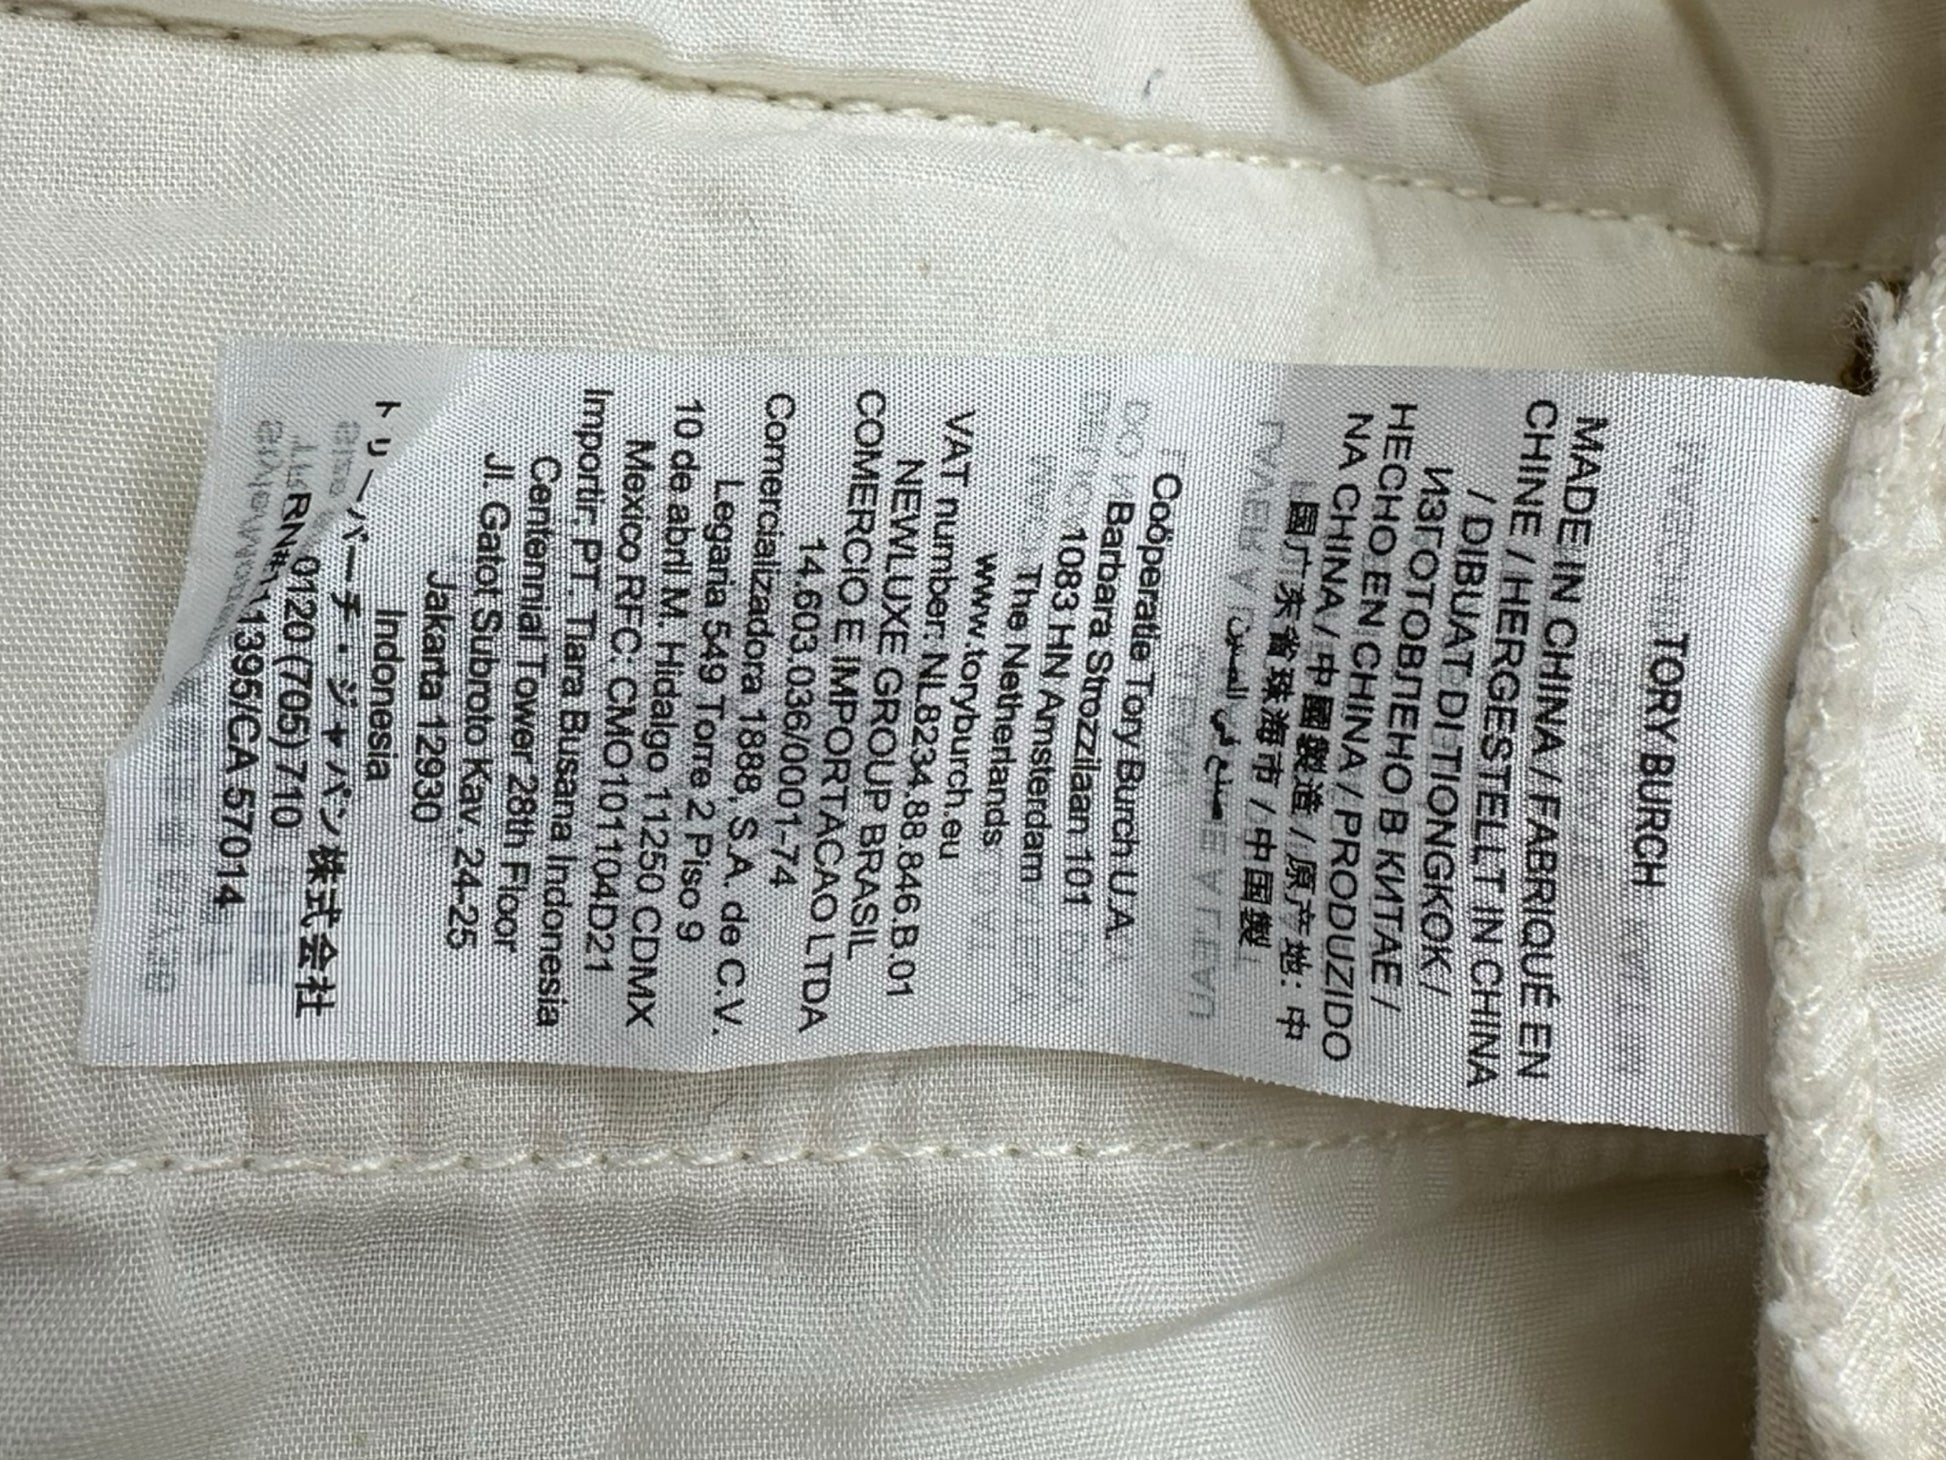 TORY BURCH
MADE IN CHINA / FABRIQUÉ EN
CHINE / HERGESTELLT IN CHINA
/ DIBUAT DI TIONGKOK /
ИЗГОТОВЛЕНО В КИТАЕ /
HECHO EN CHINA / PRODUZIDO
NA CHINA / 中國製造 / 原产地: 中
國广东省珠海市 / 中国製
صنع في الصين
Coöperatie Tory Burch U.A.
Barbara Strozzilaan 101
1083 HN Amsterdam
The Netherlands
www.toryburch.eu
VAT number: NL8234.88.846.B.01
NEWLUXE GROUP BRASIL
COMERCIO E IMPORTACAO LTDA
14.603.036/0001-74
Comercializadora 1888, S.A. de C.V.
Legaria 549 Torre 2 Piso 9
10 de abril M. Hidalgo 11250 CDMX
Mexico RFC: CMO101104D21
Importir: PT. Tiara Busana Indonesia
Centennial Tower 28th Floor
Jl. Gatot Subroto Kav. 24-25
Jakarta 12930
Indonesia
トリーバーチ・ジャパン株式会社
0120 (705) 710
RN#111395/CA 57014